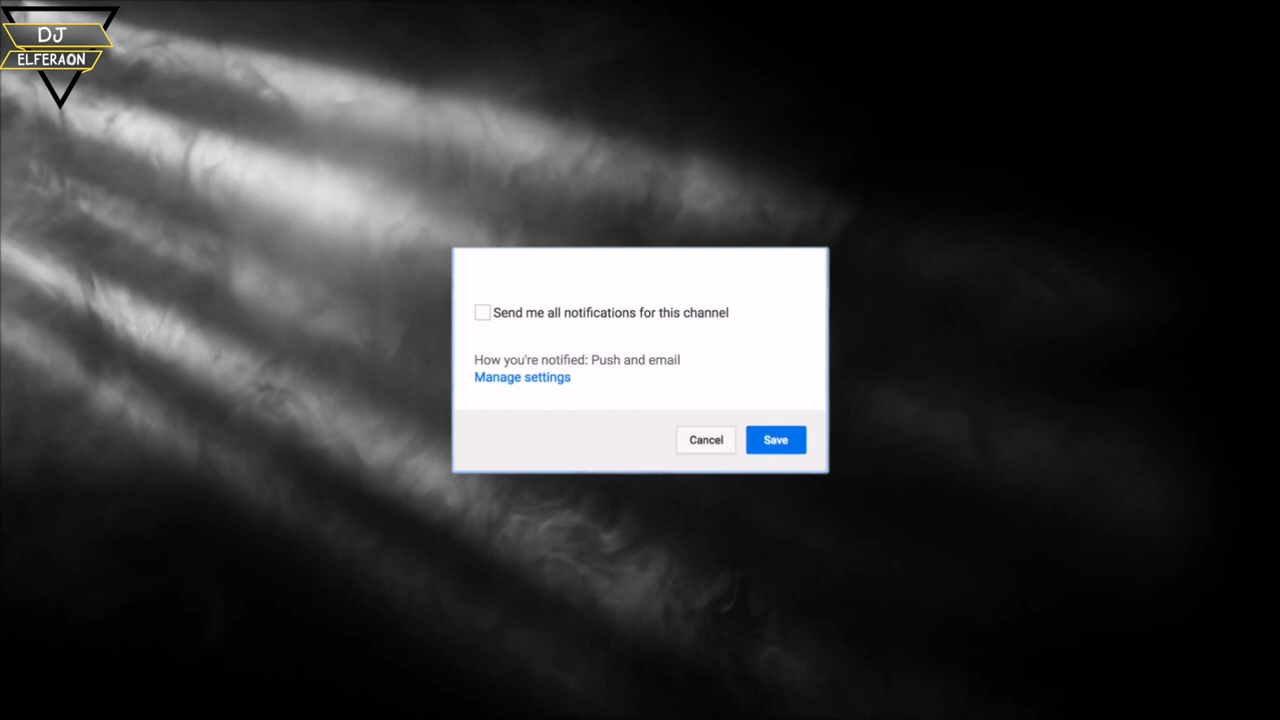 DJ
ELFERAON
Send me all notifications for this channel
How you're notified: Push and email
Manage settings
Cancel Save